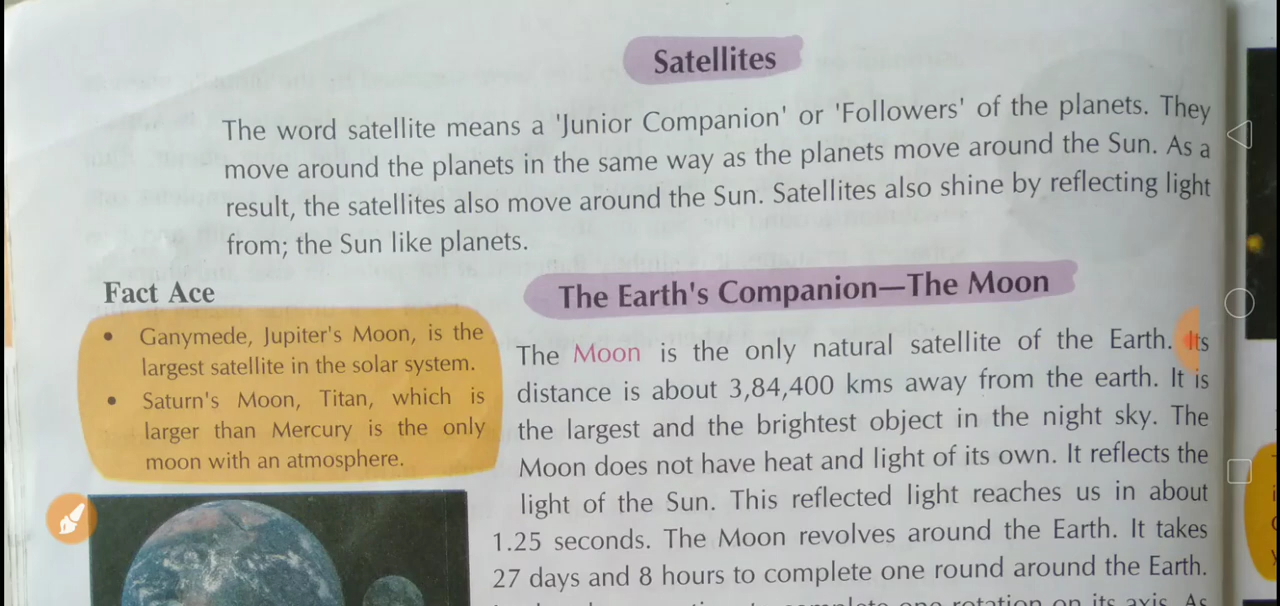 Satellites
The word satellite means a 'Junior Companion' or 'Followers' of the planets. They
move around the planets in the same way as the planets move around the Sun. As a
result, the satellites also move around the Sun. Satellites also shine by reflecting light
from; the Sun like planets.
Fact Ace
• Ganymede, Jupiter's Moon, is the
largest satellite in the solar system.
• Saturn's Moon, Titan, which is
larger than Mercury is the only
moon with an atmosphere.
The Earth's Companion—The Moon
The Moon is the only natural satellite of the Earth. Its
distance is about 3,84,400 kms away from the earth. It is
the largest and the brightest object in the night sky. The
Moon does not have heat and light of its own. It reflects the
light of the Sun. This reflected light reaches us in about
1.25 seconds. The Moon revolves around the Earth. It takes
27 days and 8 hours to complete one round around the Earth.
complete one rotation on its axis. As